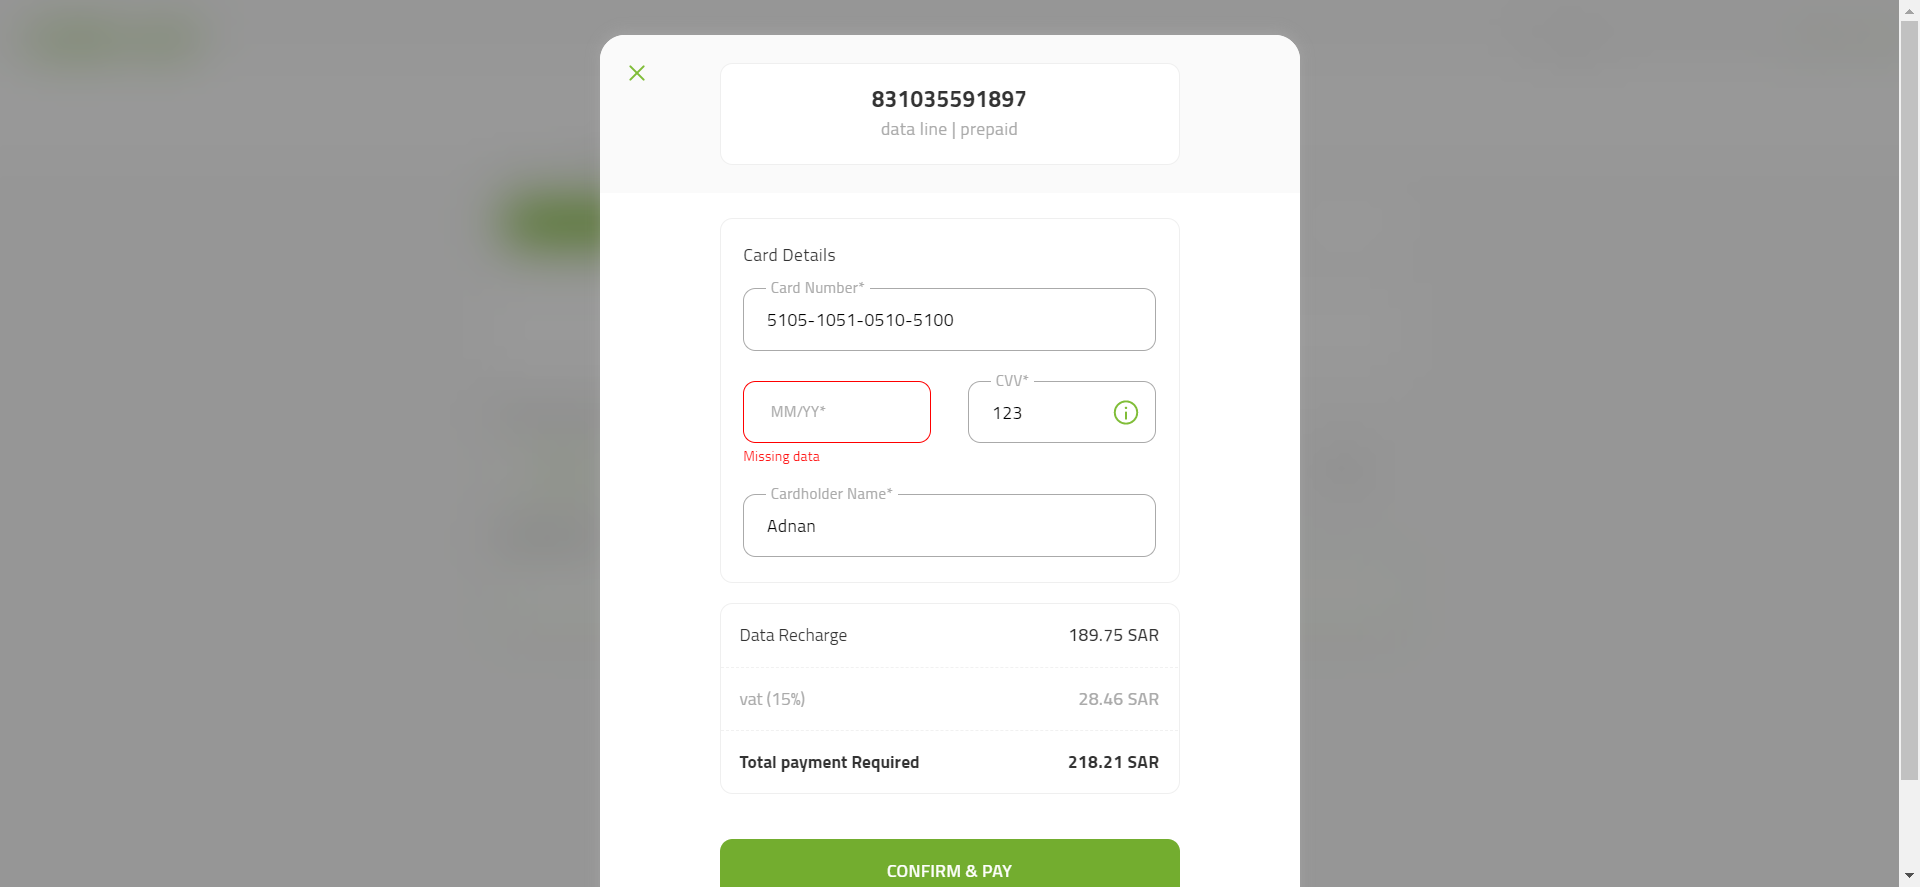 831035591897
data line | prepaid
Card Details
Card Number*
5105-1051-0510-5100
MM/YY*
CVV*
123
Missing data
Cardholder Name*
Adnan
Data Recharge 189.75 SAR
vat (15%) 28.46 SAR
Total payment Required 218.21 SAR
CONFIRM & PAY